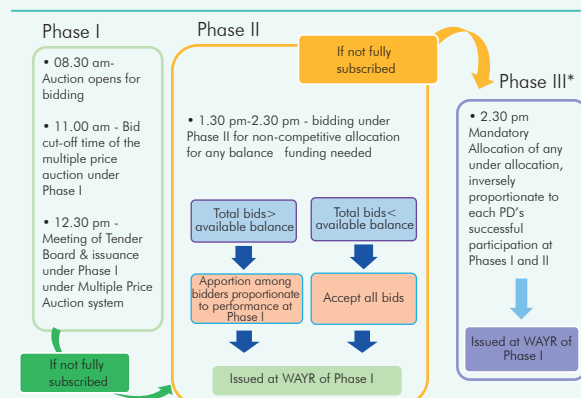 Phase I
• 08.30 am-
Auction opens for
bidding
• 11.00 am - Bid
cut-off time of the
multiple price
auction under
Phase I
• 12.30 pm -
Meeting of Tender
Board & issuance
under Phase I
under Multiple Price
Auction system
If not fully
subscribed
Phase II
If not fully
subscribed
• 1.30 pm-2.30 pm - bidding under
Phase II for non-competitive allocation
for any balance funding needed
Total bids>
available balance
Total bids<
available balance
Apportion among
bidders proportionate
to performance at
Phase I
Accept all bids
Issued at WAYR of Phase I
Phase III*
• 2.30 pm
Mandatory
Allocation of any
under allocation,
inversely
proportionate to
each PD's
successful
participation at
Phases I and II
Issued at WAYR of
Phase I